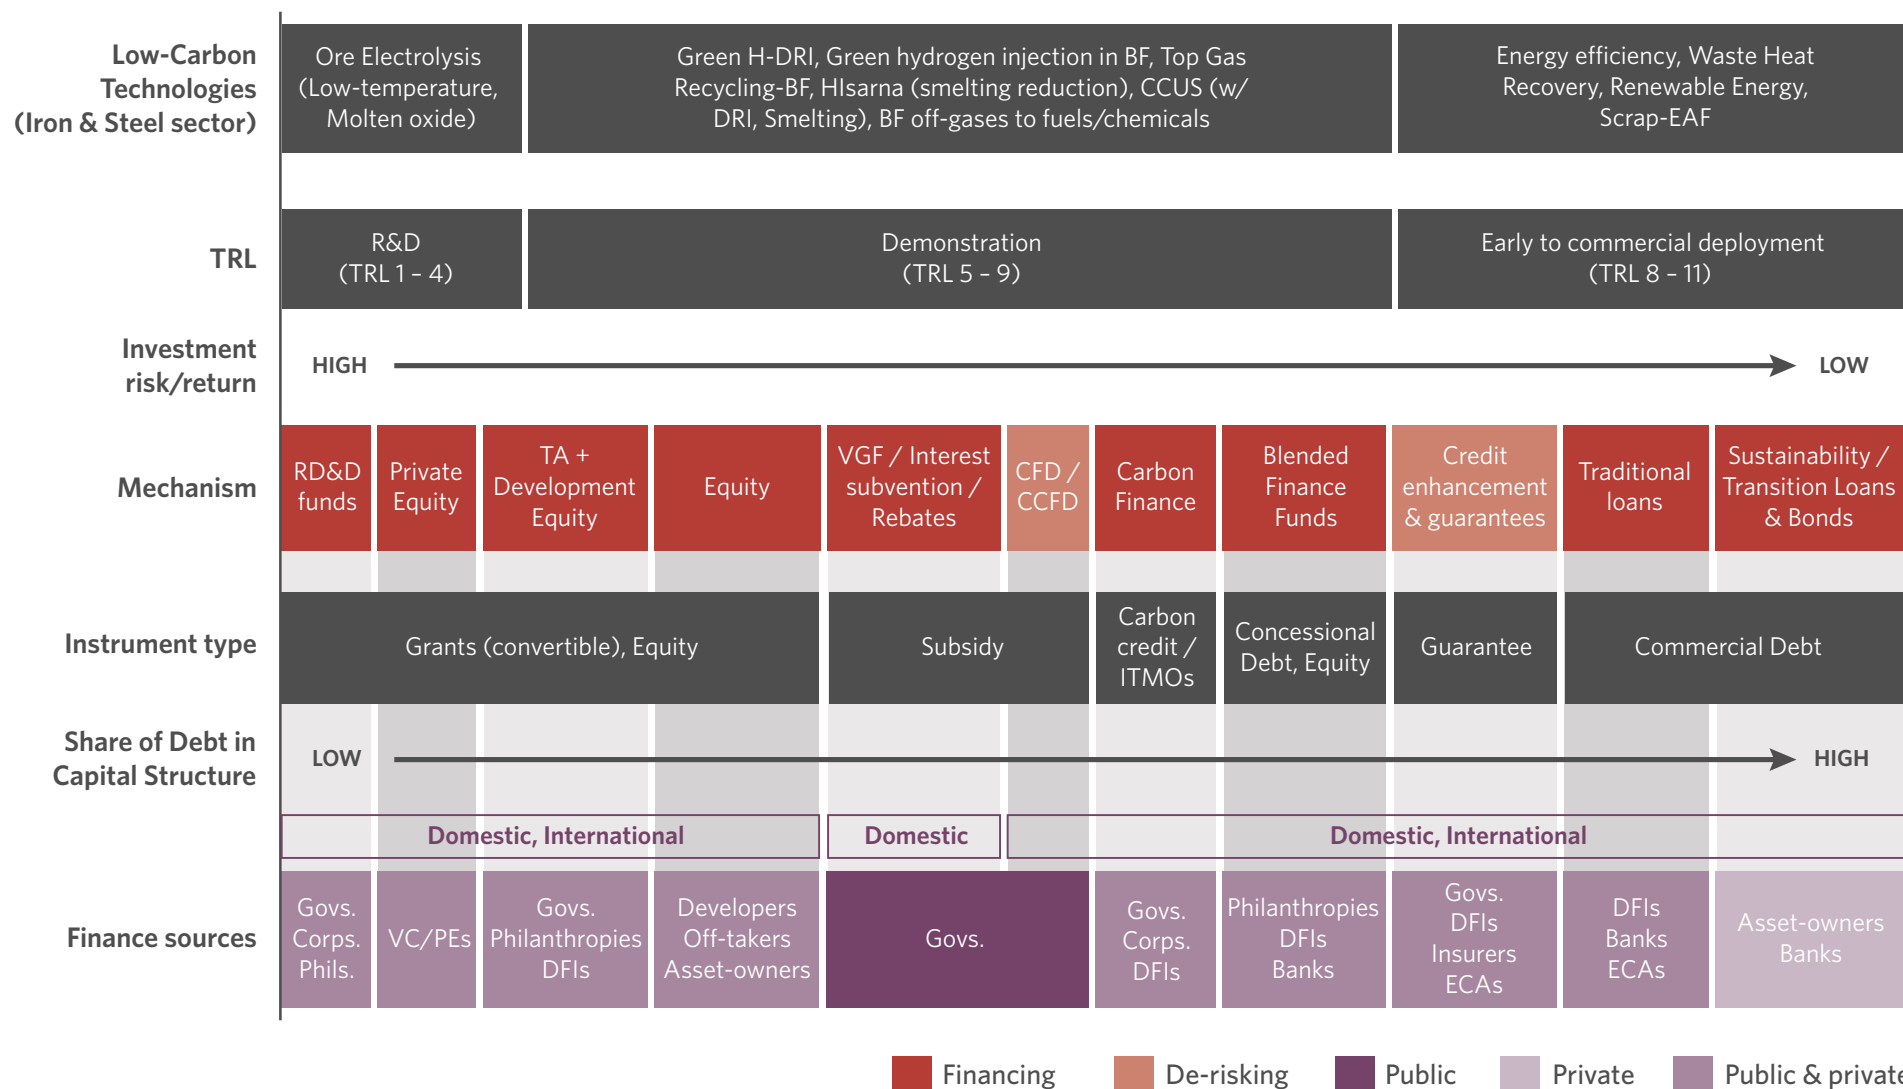 Low-Carbon
Technologies
(Iron & Steel sector)
Ore Electrolysis
(Low-temperature,
Molten oxide)
Green H-DRI, Green hydrogen injection in BF, Top Gas
Recycling-BF, HIsarna (smelting reduction), CCUS (w/
DRI, Smelting), BF off-gases to fuels/chemicals
Energy efficiency, Waste Heat
Recovery, Renewable Energy,
Scrap-EAF
TRL
R&D
(TRL 1 – 4)
Demonstration
(TRL 5 – 9)
Early to commercial deployment
(TRL 8 – 11)
Investment
risk/return
HIGH
LOW
Mechanism
RD&D
funds
Private
Equity
TA +
Development
Equity
Equity
VGF / Interest
subvention /
Rebates
CFD /
CCFD
Carbon
Finance
Blended
Finance
Funds
Credit
enhancement
& guarantees
Traditional
loans
Sustainability /
Transition Loans
& Bonds
Instrument type
Grants (convertible), Equity
Subsidy
Carbon
credit /
ITMOs
Concessional
Debt, Equity
Guarantee
Commercial Debt
Share of Debt in
Capital Structure
LOW
HIGH
Domestic, International
Domestic
Domestic, International
Finance sources
Govs.
Corps.
Phils.
VC/PEs
Govs.
Philanthropies
DFIs
Developers
Off-takers
Asset-owners
Govs.
Govs.
Corps.
DFIs
Philanthropies
DFIs
Banks
Govs.
DFIs
Insurers
ECAs
DFIs
Banks
ECAs
Asset-owners
Banks
Financing
De-risking
Public
Private
Public & private